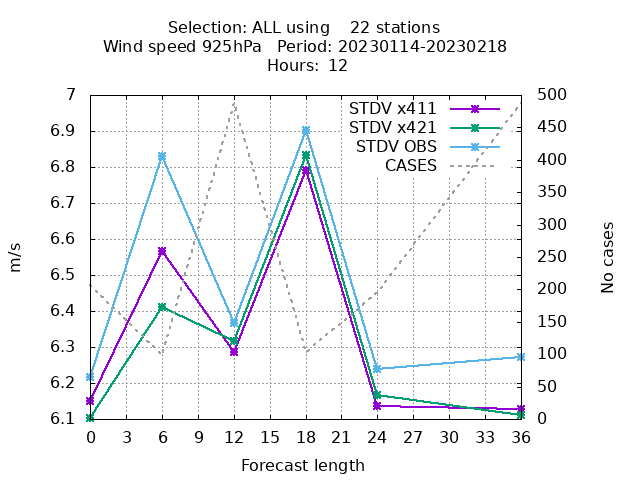 Selection: ALL using    22 stations
Wind speed 925hPa   Period: 20230114-20230218
Hours:  12
7
6.9
6.8
6.7
6.6
6.5
6.4
6.3
6.2
6.1
m/s
STDV x411
STDV x421
STDV OBS
CASES
500
450
400
350
300
250
200
150
100
50
0
No cases
0 3 6 9 12 15 18 21 24 27 30 33 36
Forecast length